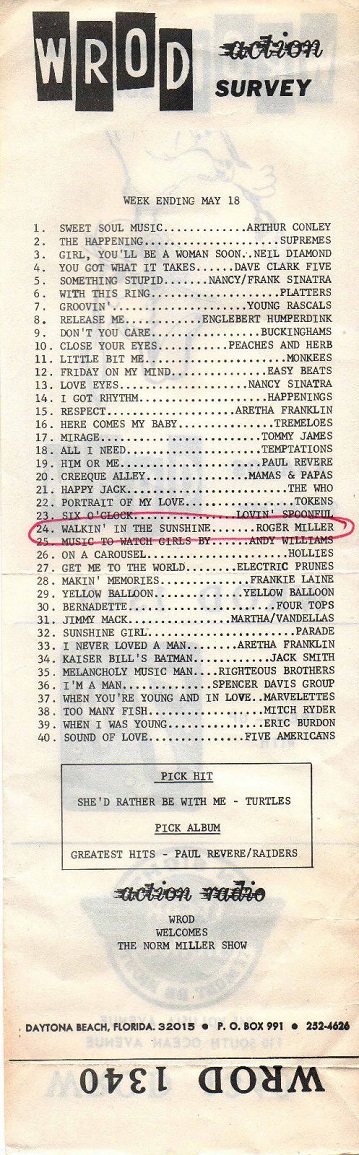 WROD action
SURVEY
WEEK ENDING MAY 18
1. SWEET SOUL MUSIC.............ARTHUR CONLEY
2. THE HAPPENING.....................SUPREMES
3. GIRL, YOU'LL BE A WOMAN SOON..NEIL DIAMOND
4. YOU GOT WHAT IT TAKES......DAVE CLARK FIVE
5. SOMETHING STUPID.......NANCY/FRANK SINATRA
6. WITH THIS RING....................PLATTERS
7. GROOVIN'.....................YOUNG RASCALS
8. RELEASE ME............ENGLEBERT HUMPERDINK
9. DON'T YOU CARE.................BUCKINGHAMS
10. CLOSE YOUR EYES..........PEACHES AND HERB
11. LITTLE BIT ME.....................MONKEES
12. FRIDAY ON MY MIND..............EASY BEATS
13. LOVE EYES...................NANCY SINATRA
14. I GOT RHYTHM...................HAPPENINGS
15. RESPECT...................ARETHA FRANKLIN
16. HERE COMES MY BABY...............TREMELOES
17. MIRAGE........................TOMMY JAMES
18. ALL I NEED....................TEMPTATIONS
19. HIM OR ME.....................PAUL REVERE
20. CREEQUE ALLEY...............MAMAS & PAPAS
21. HAPPY JACK........................THE WHO
22. PORTRAIT OF MY LOVE................TOKENS
23. SIX O'CLOCK................LOVIN' SPOONFUL
24. WALKIN' IN THE SUNSHINE......ROGER MILLER
25. MUSIC TO WATCH GIRLS BY.....ANDY WILLIAMS
26. ON A CAROUSEL.....................HOLLIES
27. GET ME TO THE WORLD.......ELECTRIC PRUNES
28. MAKIN' MEMORIES.............FRANKIE LAINE
29. YELLOW BALLOON.............YELLOW BALLOON
30. BERNADETTE......................FOUR TOPS
31. JIMMY MACK...............MARTHA/VANDELLAS
32. SUNSHINE GIRL......................PARADE
33. I NEVER LOVED A MAN.......ARETHA FRANKLIN
34. KAISER BILL'S BATMAN...........JACK SMITH
35. MELANCHOLY MUSIC MAN...RIGHTEOUS BROTHERS
36. I'M A MAN.............SPENCER DAVIS GROUP
37. WHEN YOU'RE YOUNG AND IN LOVE..MARVELETTES
38. TOO MANY FISH.................MITCH RYDER
39. WHEN I WAS YOUNG..............ERIC BURDON
40. SOUND OF LOVE..............FIVE AMERICANS
PICK HIT
SHE'D RATHER BE WITH ME - TURTLES
PICK ALBUM
GREATEST HITS - PAUL REVERE/RAIDERS
action radio
WROD
WELCOMES
THE NORM MILLER SHOW
DAYTONA BEACH, FLORIDA. 32015 ● P. O. BOX 991 ● 252-4626
WROD 1340